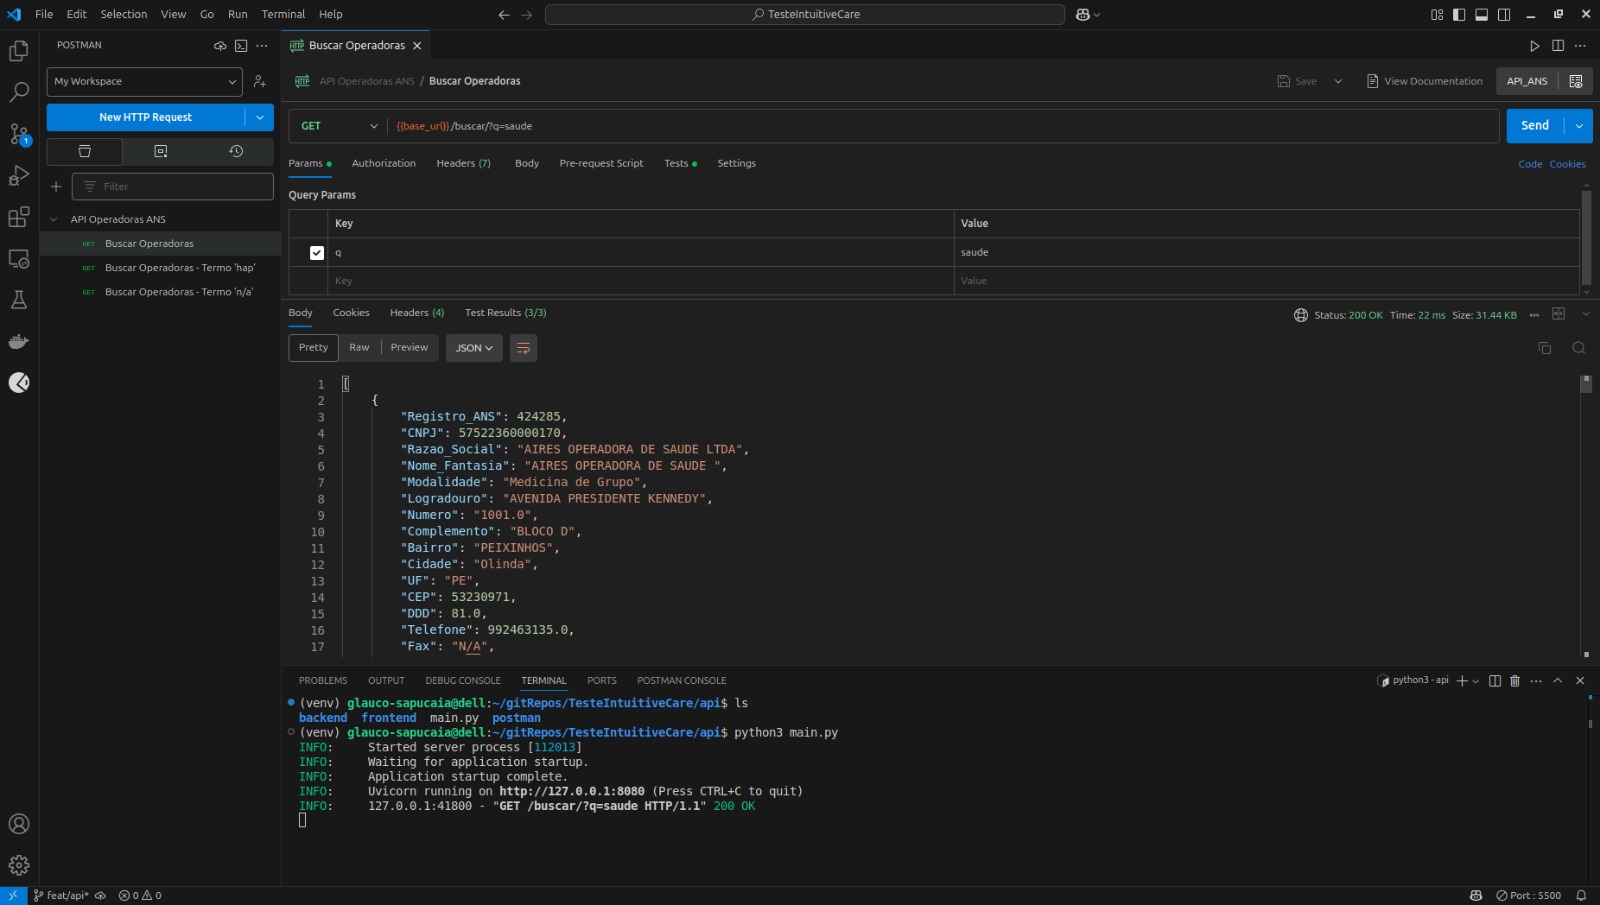 File Edit Selection View Go Run Terminal Help
TesteIntuitiveCare
POSTMAN
Buscar Operadoras
My Workspace
API Operadoras ANS / Buscar Operadoras
Save
View Documentation
API_ANS
New HTTP Request
GET
{{base_url}}/buscar/?q=saude
Send
1
Params
Authorization
Headers (7)
Body
Pre-request Script
Tests
Settings
Code
Cookies
Filter
Query Params
API Operadoras ANS
Key
Value
GET Buscar Operadoras
q
saude
GET Buscar Operadoras - Termo 'hap'
Key
Value
GET Buscar Operadoras - Termo 'n/a'
Body
Cookies
Headers (4)
Test Results (3/3)
Status: 200 OK Time: 22 ms Size: 31.44 KB
Pretty
Raw
Preview
JSON
1 [
2 {
3 "Registro_ANS": 424285,
4 "CNPJ": 57522360000170,
5 "Razao_Social": "AIRES OPERADORA DE SAUDE LTDA",
6 "Nome_Fantasia": "AIRES OPERADORA DE SAUDE ",
7 "Modalidade": "Medicina de Grupo",
8 "Logradouro": "AVENIDA PRESIDENTE KENNEDY",
9 "Numero": "1001.0",
10 "Complemento": "BLOCO D",
11 "Bairro": "PEIXINHOS",
12 "Cidade": "Olinda",
13 "UF": "PE",
14 "CEP": 53230971,
15 "DDD": 81.0,
16 "Telefone": 992463135.0,
17 "Fax": "N/A",
PROBLEMS OUTPUT DEBUG CONSOLE TERMINAL PORTS POSTMAN CONSOLE
python3 - api
(venv) glauco-sapucaia@dell:~/gitRepos/TesteIntuitiveCare/api$ ls
backend frontend main.py postman
(venv) glauco-sapucaia@dell:~/gitRepos/TesteIntuitiveCare/api$ python3 main.py
INFO: Started server process [112013]
INFO: Waiting for application startup.
INFO: Application startup complete.
INFO: Uvicorn running on http://127.0.0.1:8080 (Press CTRL+C to quit)
INFO: 127.0.0.1:41800 - "GET /buscar/?q=saude HTTP/1.1" 200 OK
feat/api*
0 0
Port : 5500